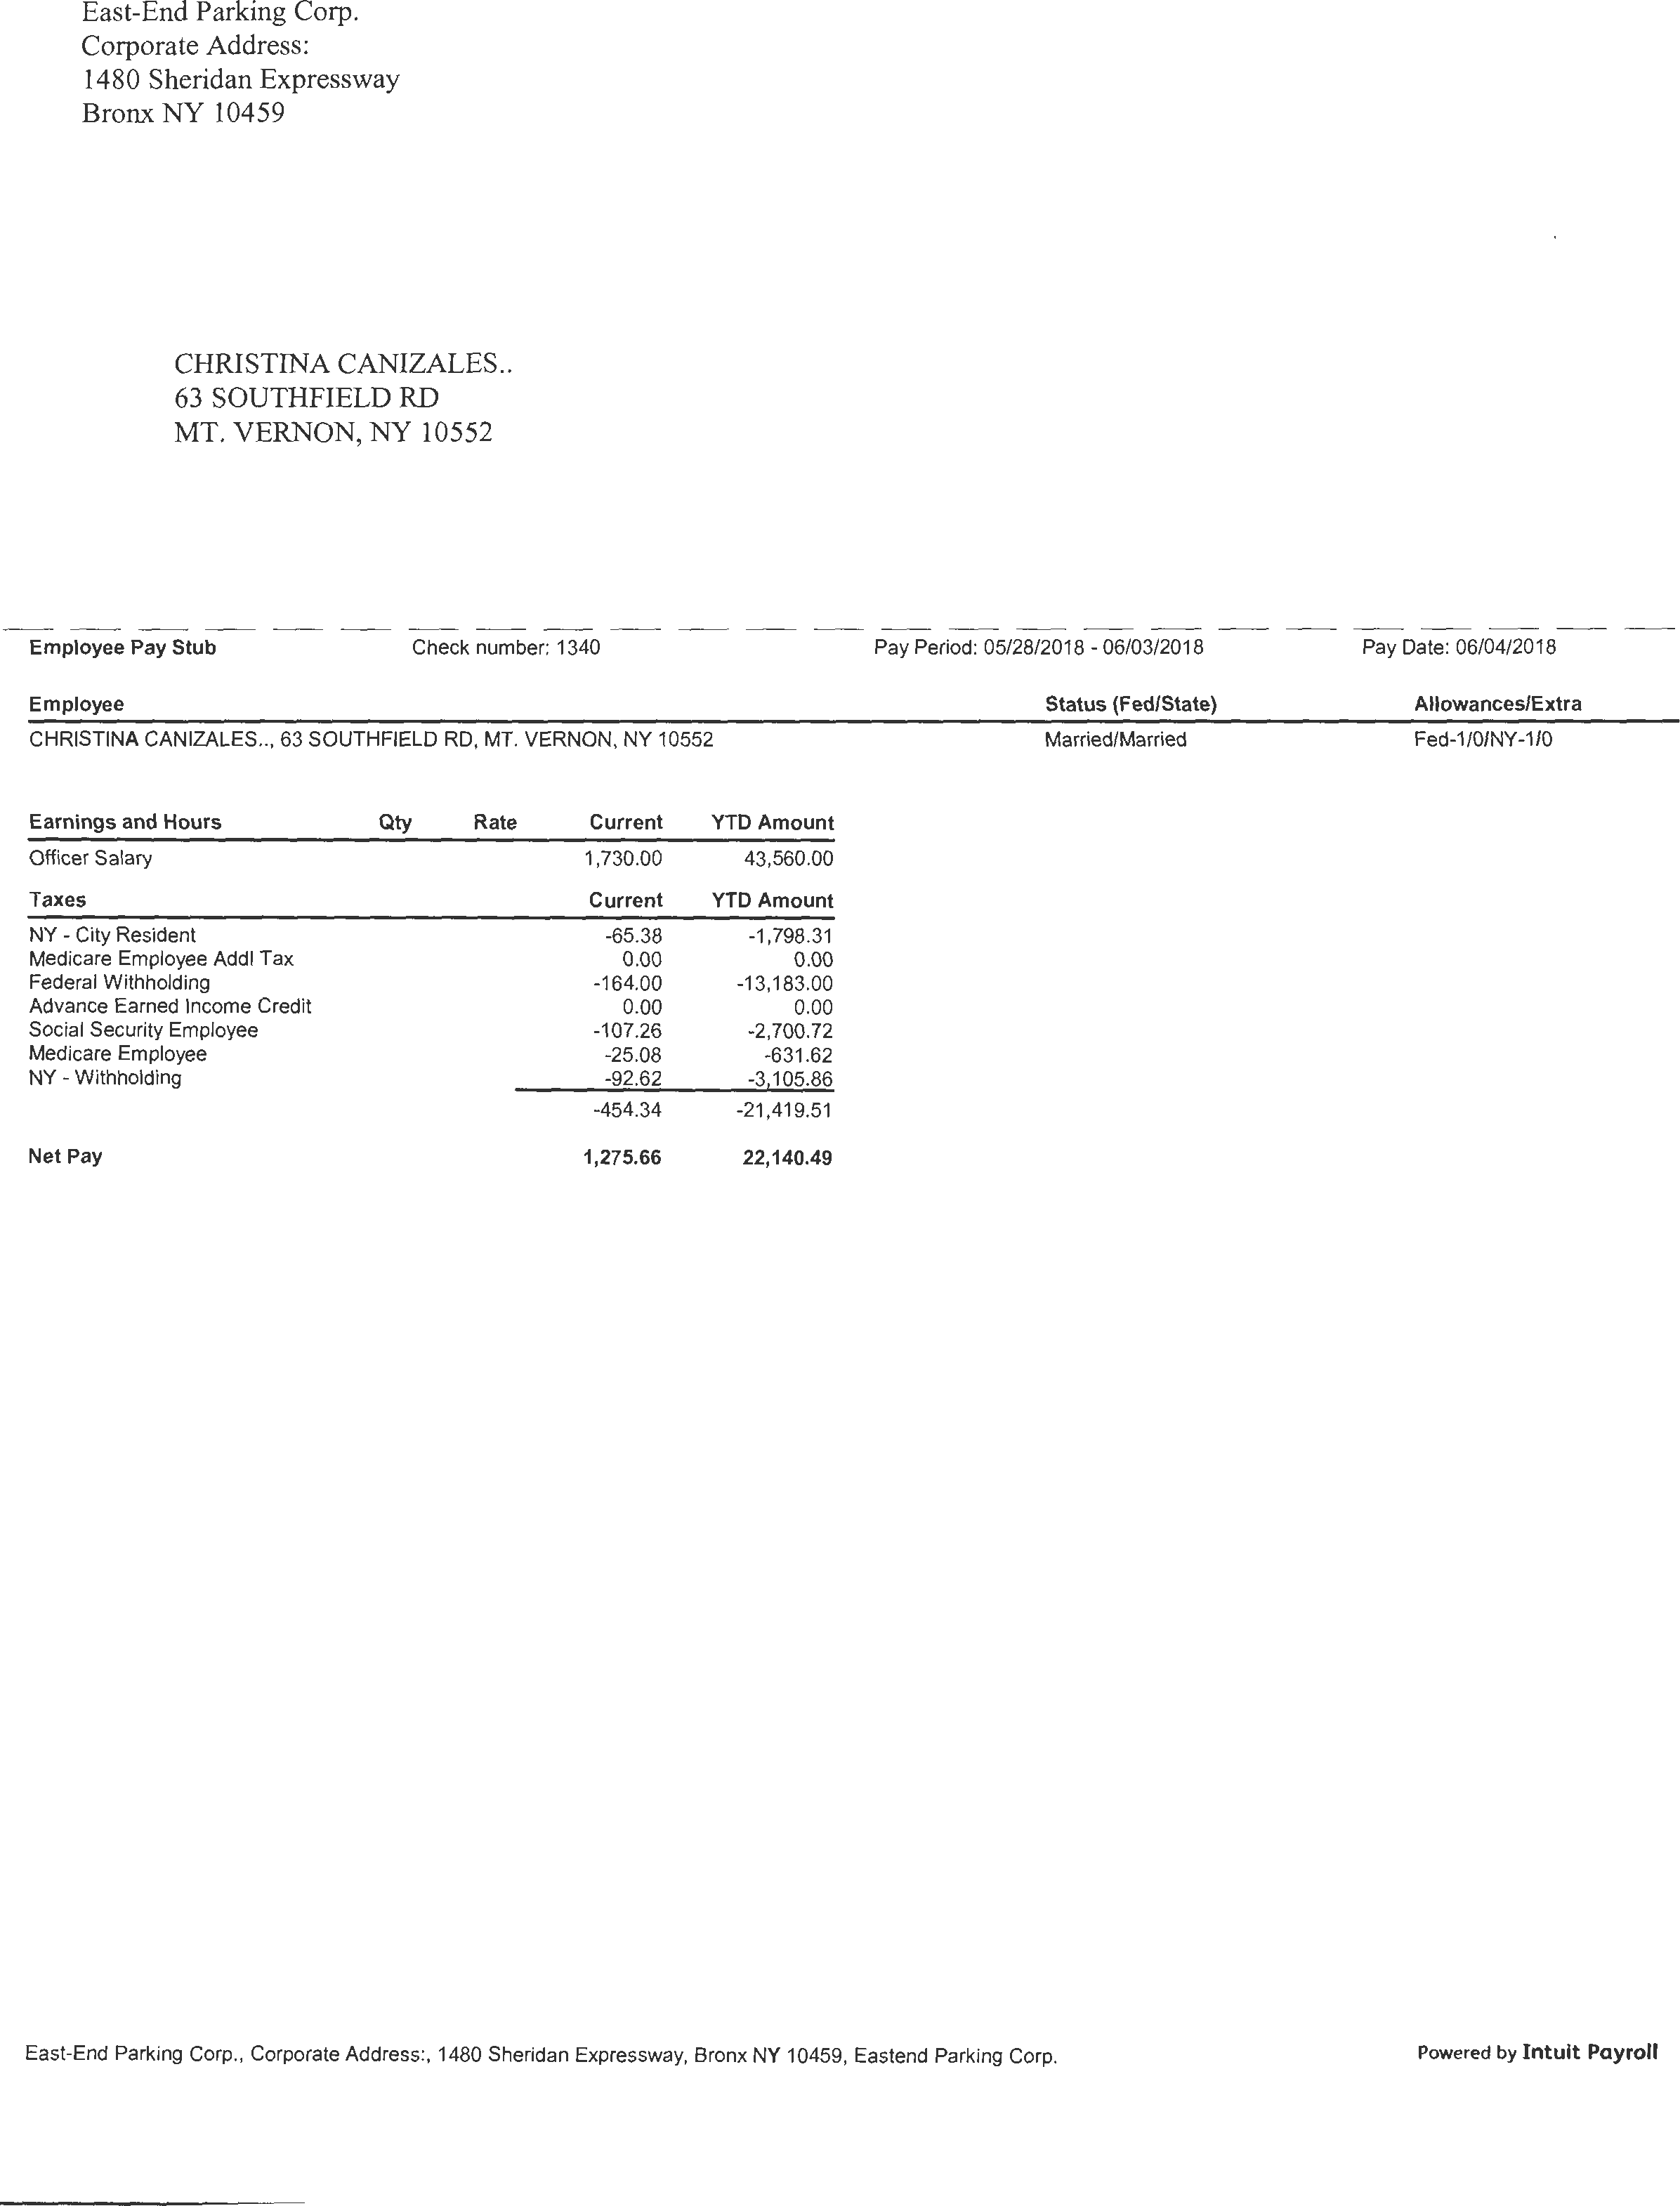 East-End Parking Corp.
Corporate Address:
1480 Sheridan Expressway
Bronx NY 10459
CHRISTINA CANIZALES..
63 SOUTHFIELD RD
MT. VERNON, NY 10552
Employee Pay Stub Check number: 1340 Pay Period: 05/28/2018 - 06/03/2018 Pay Date: 06/04/2018
Employee Status (Fed/State) Allowances/Extra
CHRISTINA CANIZALES.., 63 SOUTHFIELD RD, MT. VERNON, NY 10552 Married/Married Fed-1/0/NY-1/0
Earnings and Hours Qty Rate Current YTD Amount
Officer Salary 1,730.00 43,560.00
Taxes Current YTD Amount
NY - City Resident -65.38 -1,798.31
Medicare Employee Addl Tax 0.00 0.00
Federal Withholding -164.00 -13,183.00
Advance Earned Income Credit 0.00 0.00
Social Security Employee -107.26 -2,700.72
Medicare Employee -25.08 -631.62
NY - Withholding -92.62 -3,105.86
-454.34 -21,419.51
Net Pay 1,275.66 22,140.49
East-End Parking Corp., Corporate Address:, 1480 Sheridan Expressway, Bronx NY 10459, Eastend Parking Corp. Powered by Intuit Payroll